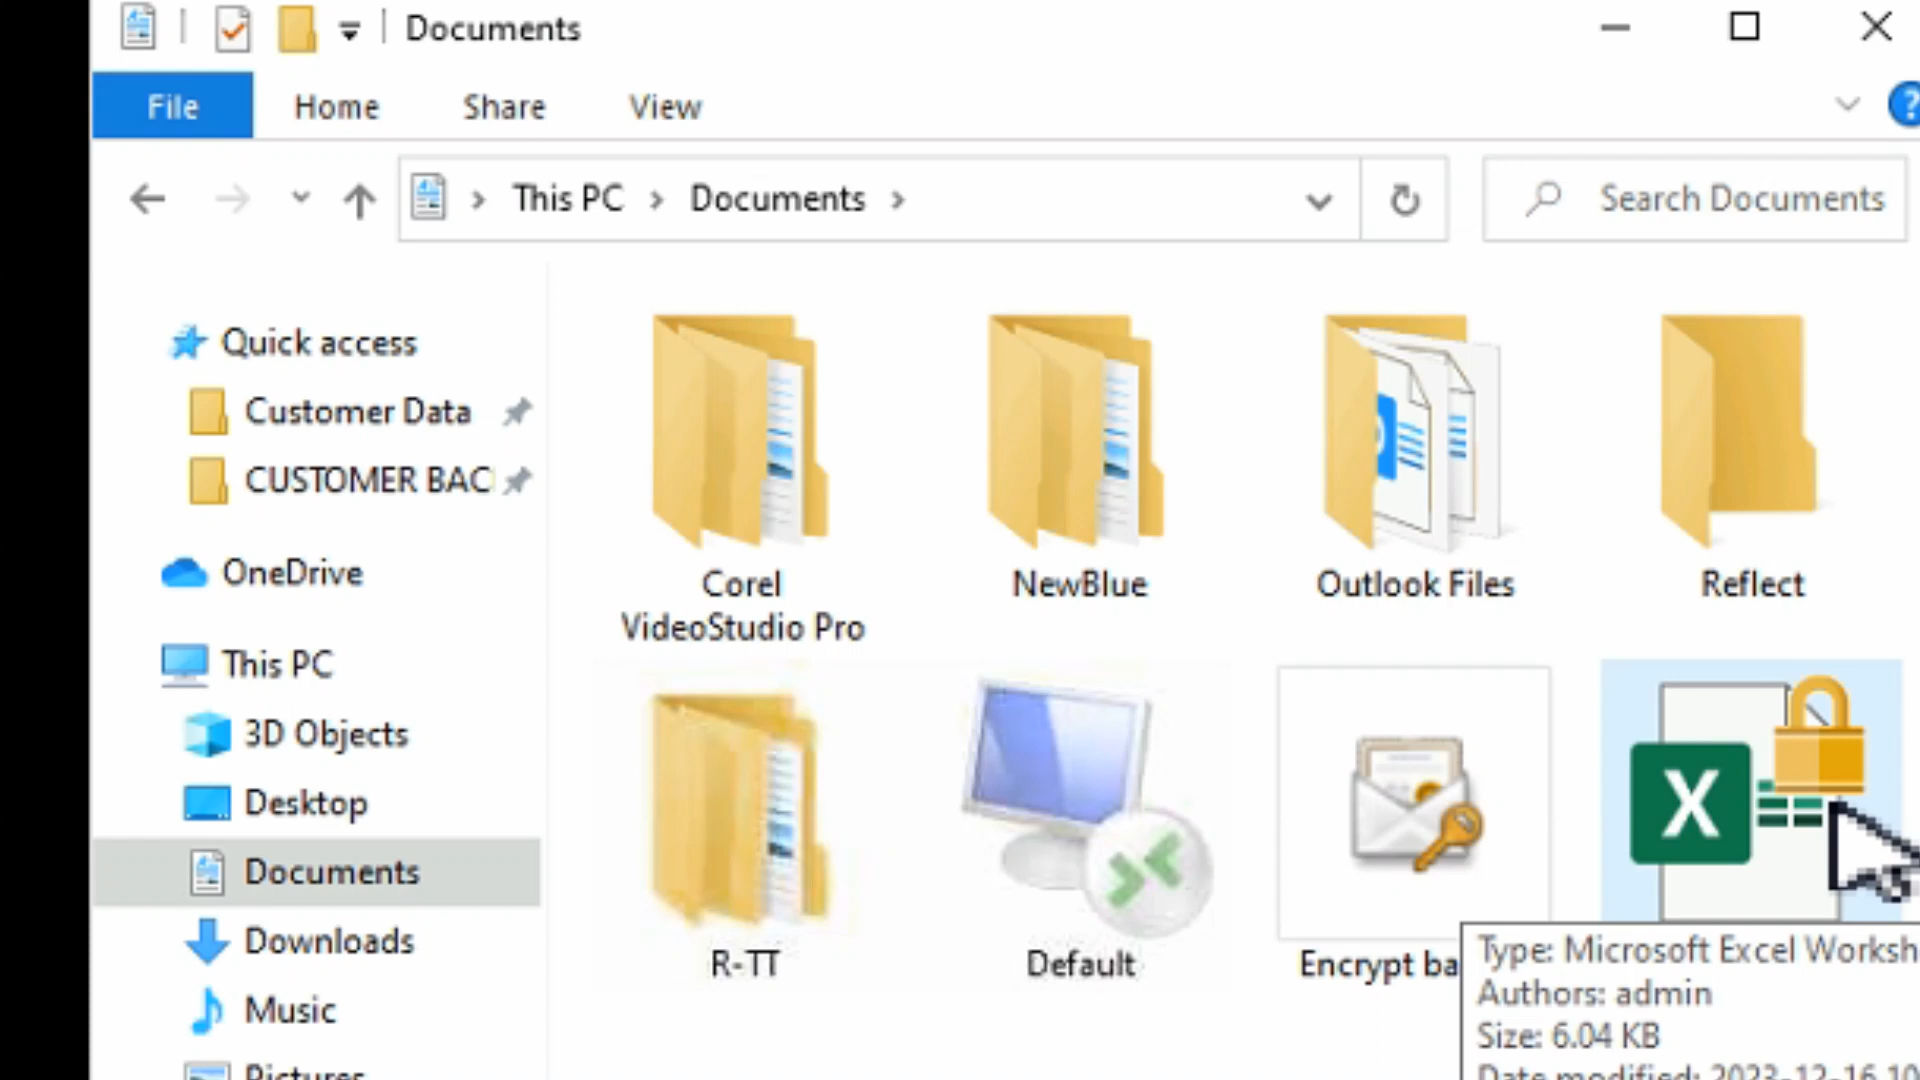 Documents
File Home Share View
This PC Documents Search Documents
Quick access
Customer Data
CUSTOMER BAC
OneDrive
This PC
3D Objects
Desktop
Documents
Downloads
Music
Pictures
Corel
VideoStudio Pro
NewBlue
Outlook Files
Reflect
R-TT
Default
Encrypt ba
Type: Microsoft Excel Worksh
Authors: admin
Size: 6.04 KB
Date modified: 2023-12-16 10